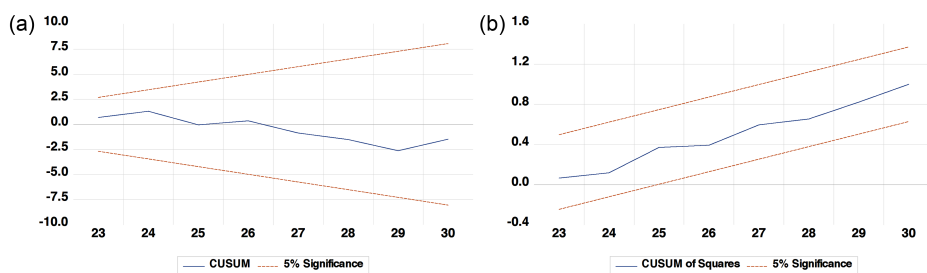 (a)
10.0
7.5
5.0
2.5
0.0
-2.5
-5.0
-7.5
-10.0
23 24 25 26 27 28 29 30
CUSUM 5% Significance
(b)
1.6
1.2
0.8
0.4
0.0
-0.4
23 24 25 26 27 28 29 30
CUSUM of Squares 5% Significance